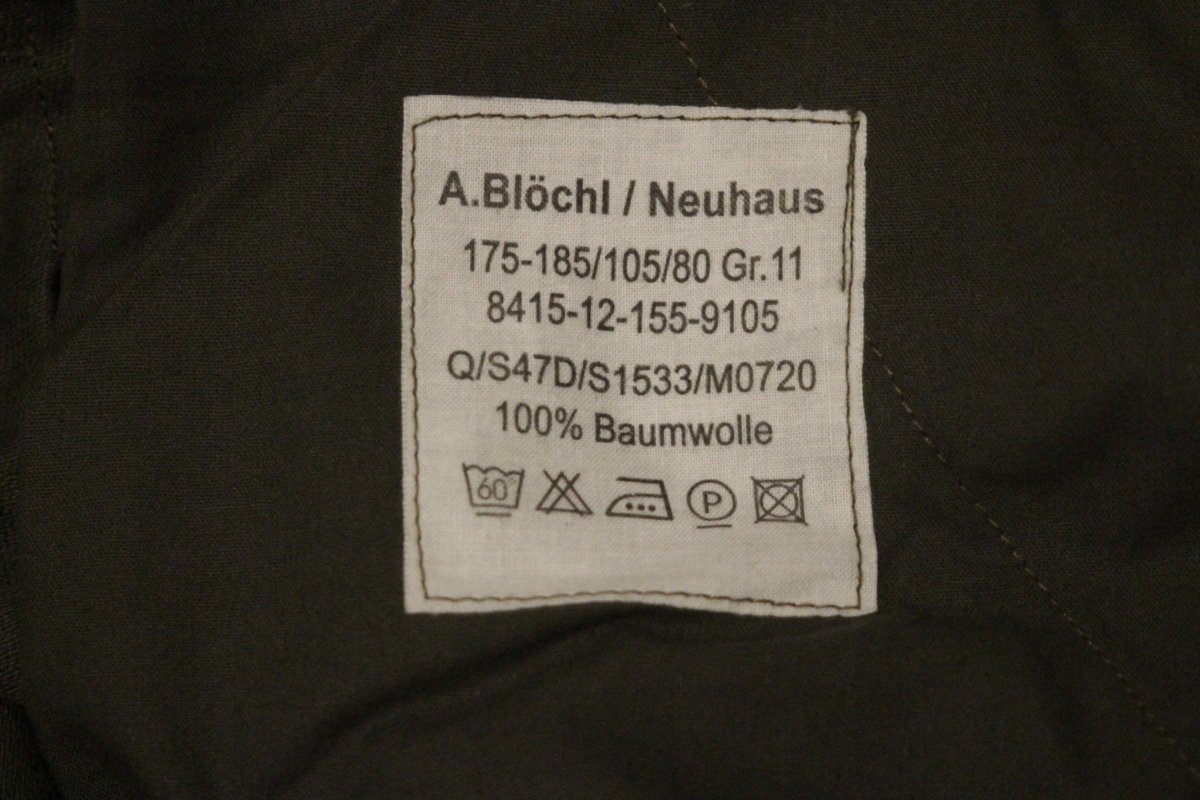 A.Blöchl / Neuhaus
175-185/105/80 Gr.11
8415-12-155-9105
Q/S47D/S1533/M0720
100% Baumwolle
60° P